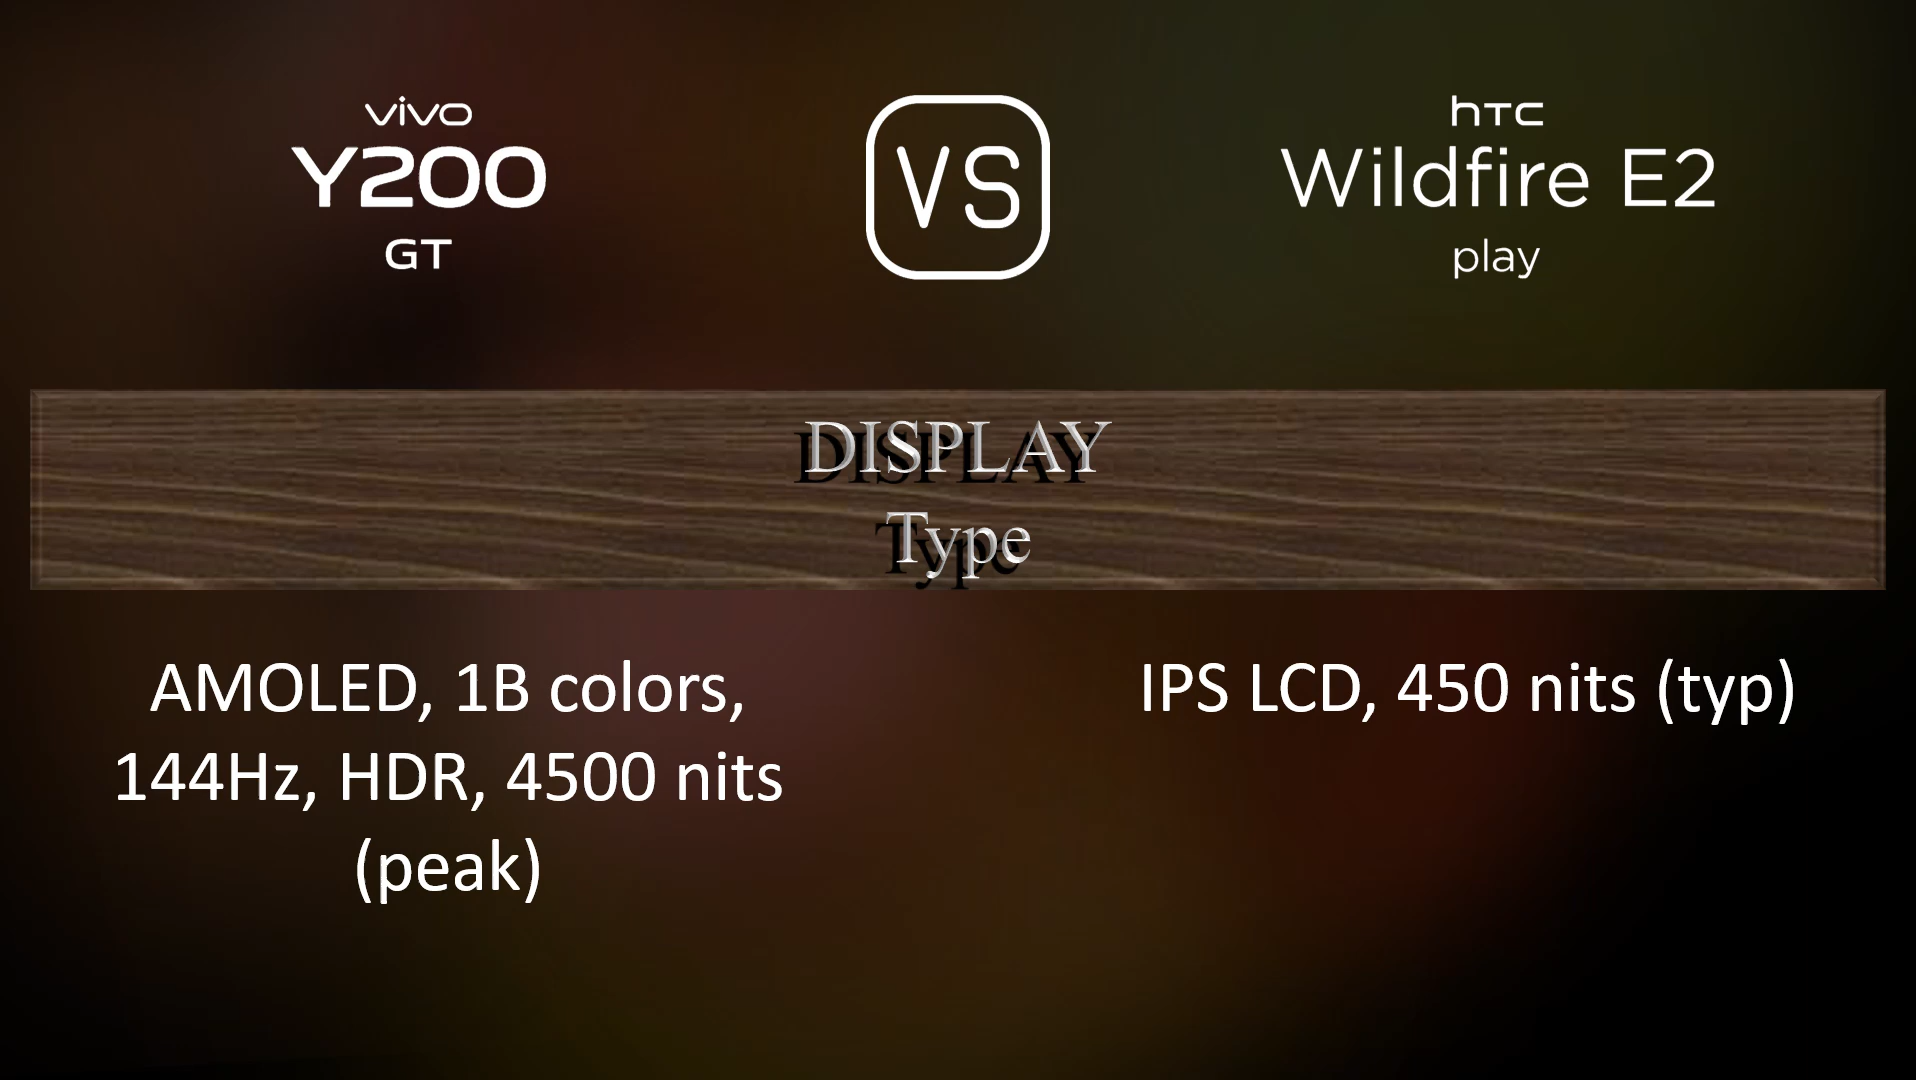 vivo
Y200
GT
VS
hTC
Wildfire E2
play
DISPLAY
Type
AMOLED, 1B colors,
144Hz, HDR, 4500 nits
(peak)
IPS LCD, 450 nits (typ)